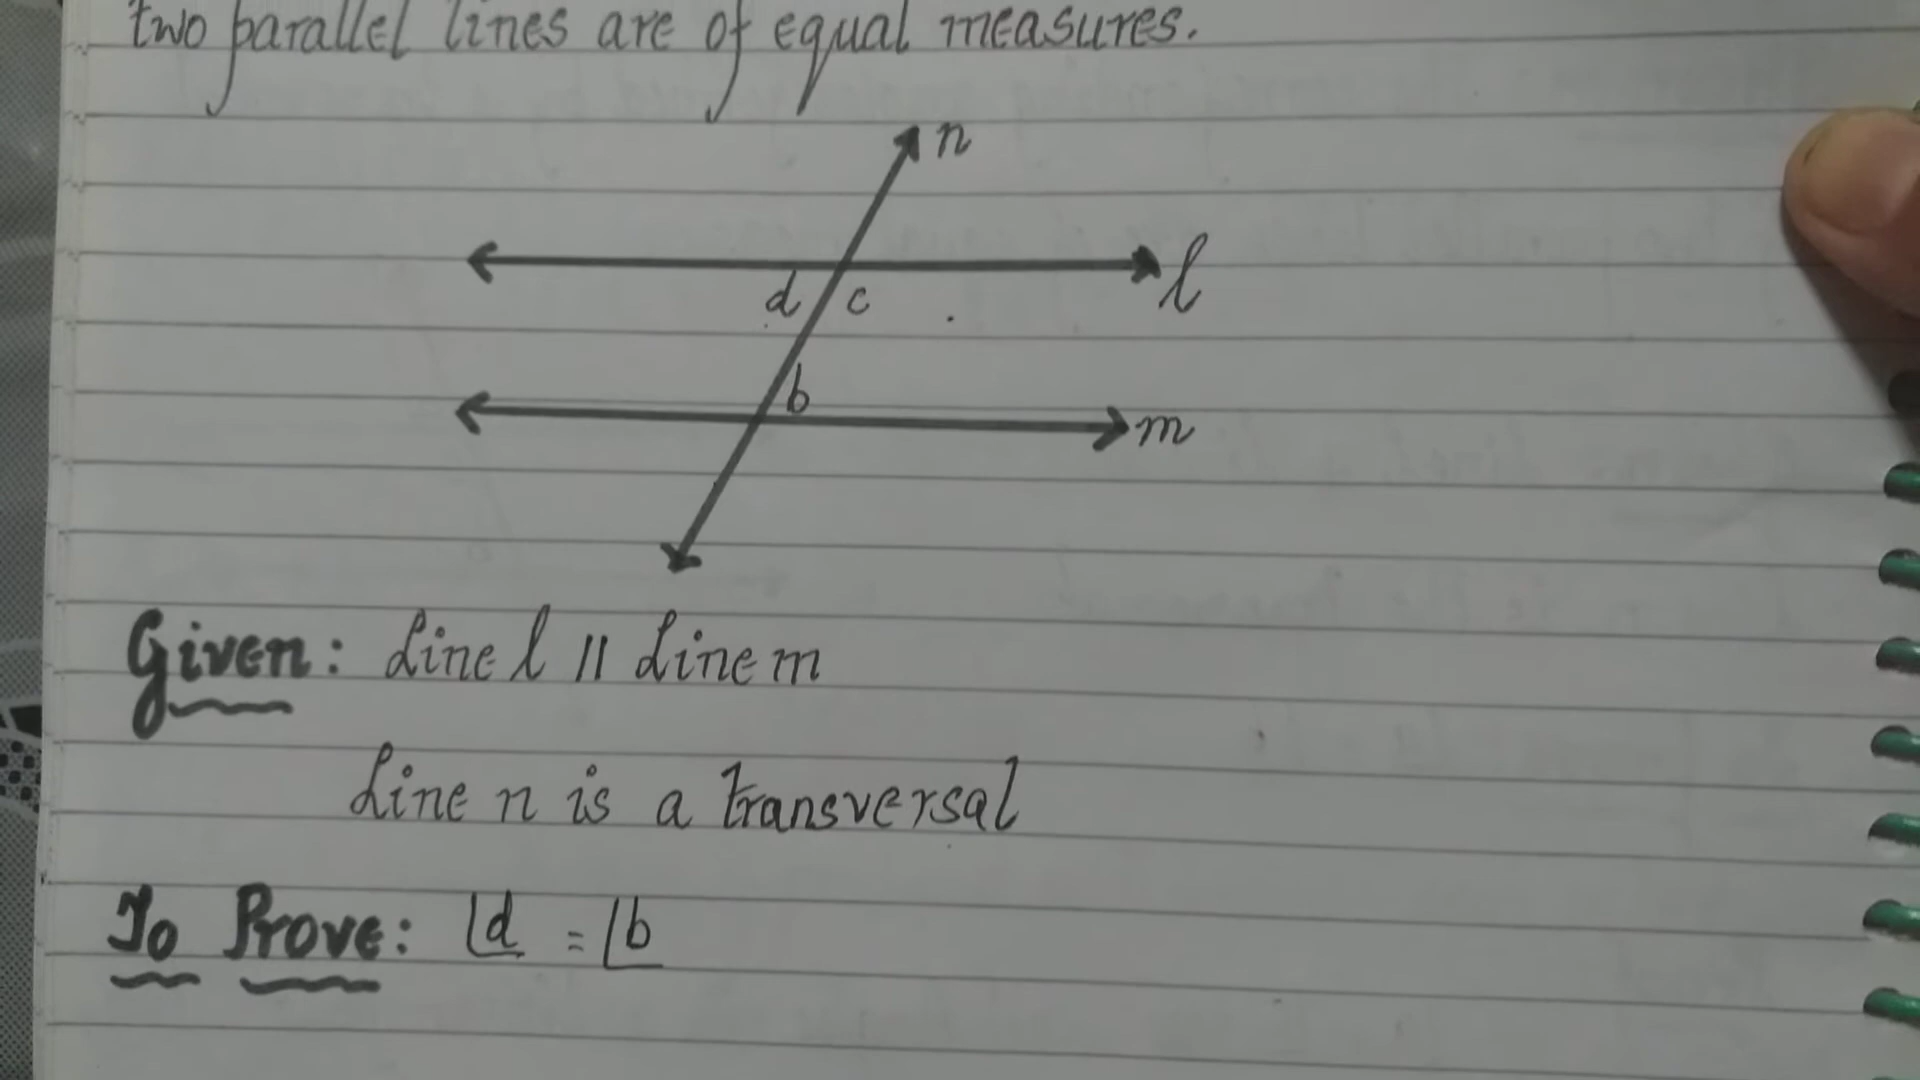 two parallel lines are of equal measures.
n
l
d c
b
m
Given: Line l || Line m
Line n is a transversal
To Prove: ∠d = ∠b